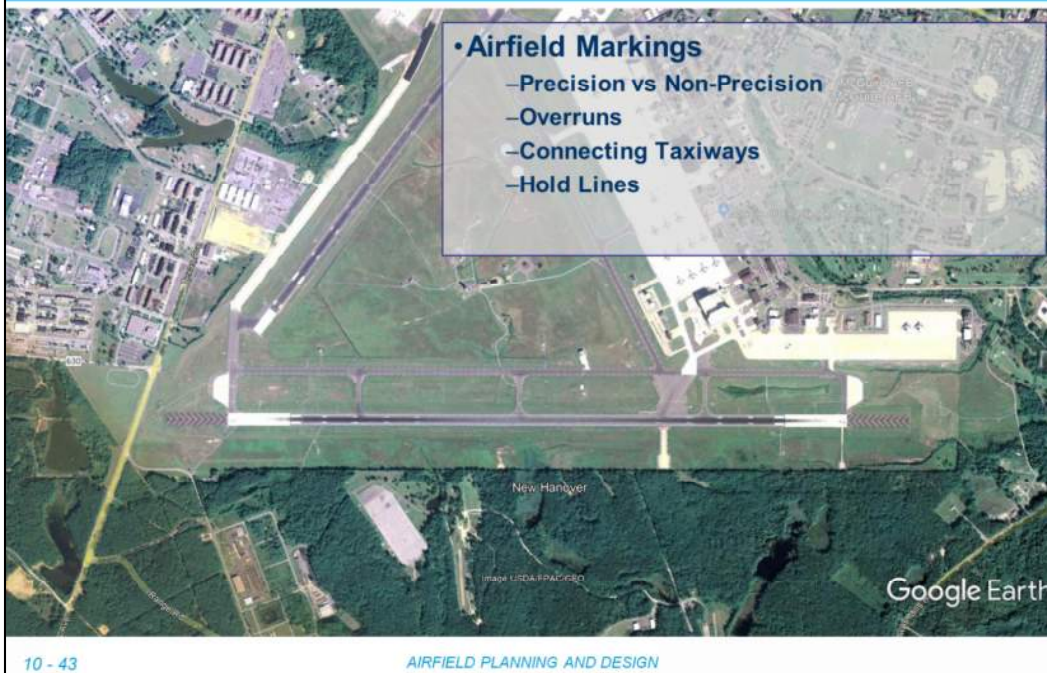 •Airfield Markings
–Precision vs Non-Precision
–Overruns
–Connecting Taxiways
–Hold Lines
630
New Hanover
Image USDA/FPAC/GEO
Google Earth
10 - 43
AIRFIELD PLANNING AND DESIGN